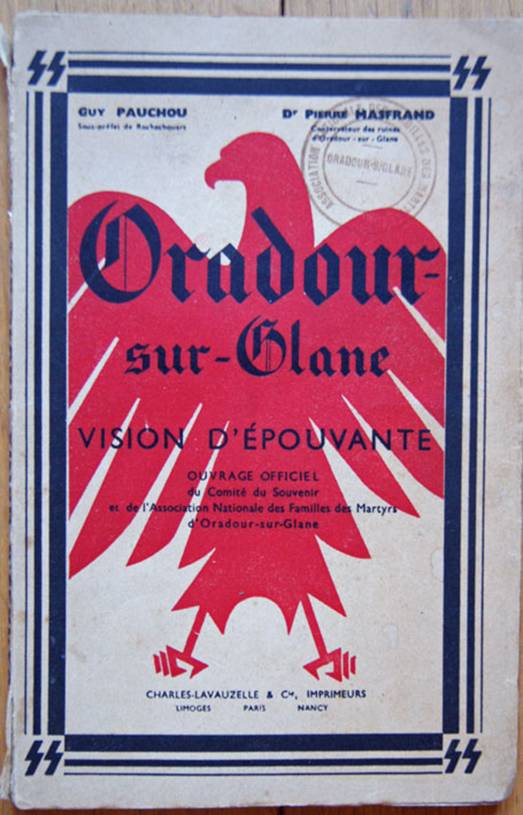 GUY PAUCHOU
Sous-préfet de Rochechouart
Dr PIERRE MASFRAND
Conservateur des ruines
d'Oradour - sur - Glane
ORADOUR-S/GLANE
Oradour-
sur-Glane
VISION D'ÉPOUVANTE
OUVRAGE OFFICIEL
du Comité du Souvenir
et de l'Association Nationale des Familles des Martyrs
d'Oradour-sur-Glane
CHARLES-LAVAUZELLE & Cie, IMPRIMEURS
LIMOGES PARIS NANCY